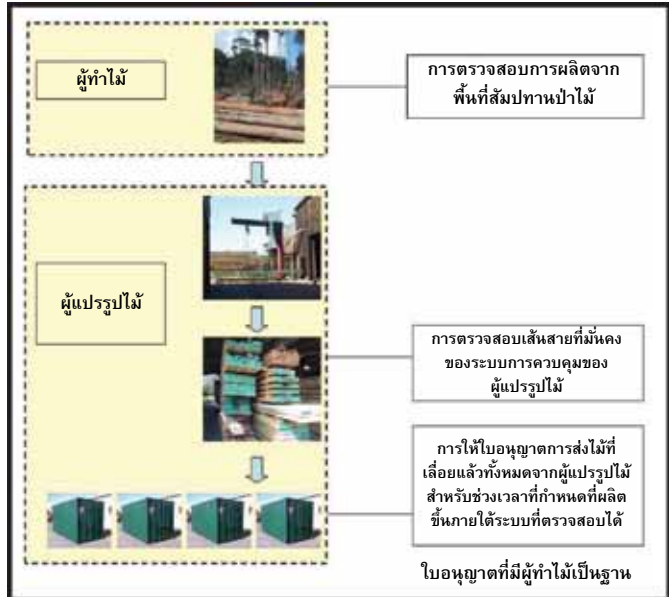 ผู้ทำไม้
การตรวจสอบการผลิตจาก
พื้นที่สัมปทานป่าไม้
ผู้แปรรูปไม้
การตรวจสอบเส้นสายที่มั่นคง
ของระบบการควบคุมของ
ผู้แปรรูปไม้
การให้ใบอนุญาตการส่งไม้ที่
เลื่อยแล้วทั้งหมดจากผู้แปรรูปไม้
สำหรับช่วงเวลาที่กำหนดที่ผลิต
ขึ้นภายใต้ระบบที่ตรวจสอบได้
ใบอนุญาตที่มีผู้ทำไม้เป็นฐาน